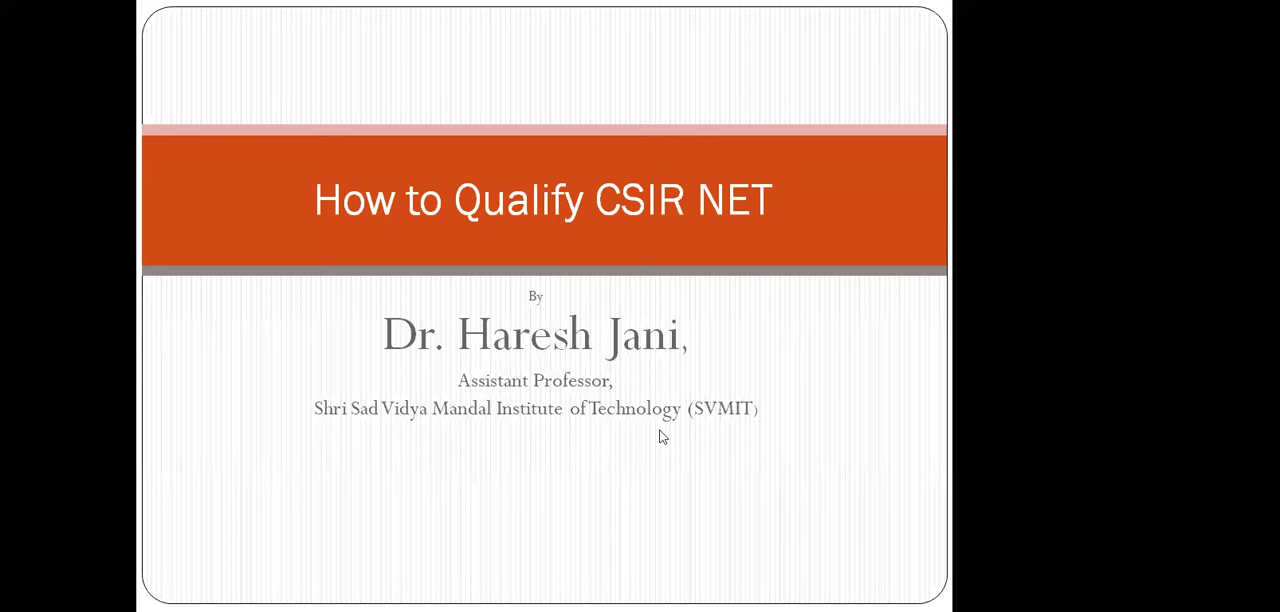 How to Qualify CSIR NET
By
Dr. Haresh Jani,
Assistant Professor,
Shri Sad Vidya Mandal Institute of Technology (SVMIT)